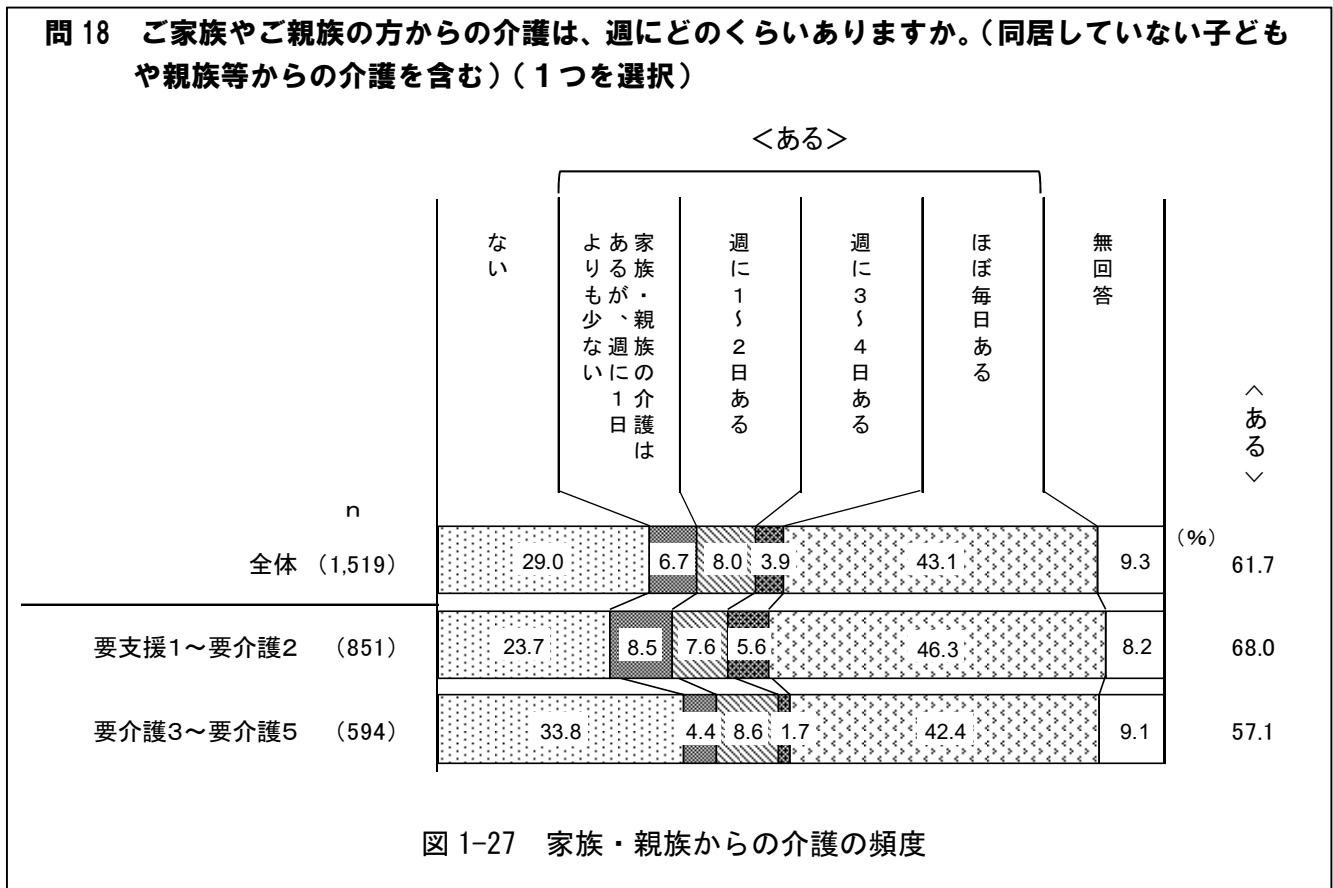 問18　ご家族やご親族の方からの介護は、週にどのくらいありますか。（同居していない子ども
や親族等からの介護を含む）（１つを選択）
＜ある＞
ない
家族・親族の介護は
あるが、週に１日
よりも少ない
週に１～２日ある
週に３～４日ある
ほぼ毎日ある
無回答
＜ある＞
ｎ
（%）
全体 （1,519） 29.0 6.7 8.0 3.9 43.1 9.3 61.7
要支援１～要介護２ （851） 23.7 8.5 7.6 5.6 46.3 8.2 68.0
要介護３～要介護５ （594） 33.8 4.4 8.6 1.7 42.4 9.1 57.1
図 1-27　家族・親族からの介護の頻度